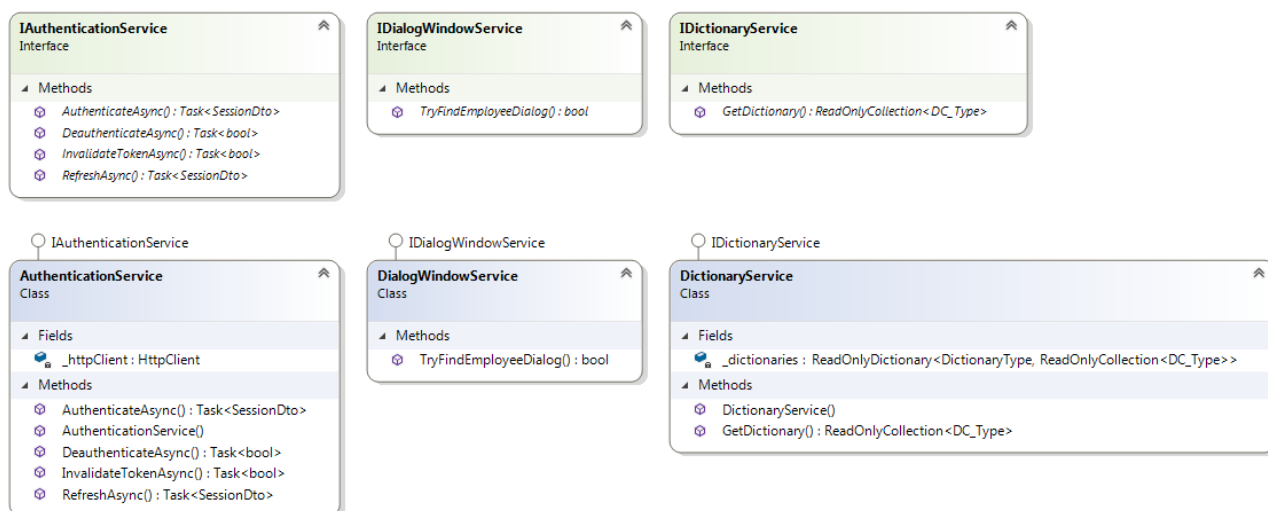 IAuthenticationService
Interface
Methods
AuthenticateAsync() : Task<SessionDto>
DeauthenticateAsync() : Task<bool>
InvalidateTokenAsync() : Task<bool>
RefreshAsync() : Task<SessionDto>
IDialogWindowService
Interface
Methods
TryFindEmployeeDialog() : bool
IDictionaryService
Interface
Methods
GetDictionary() : ReadOnlyCollection<DC_Type>
IAuthenticationService
AuthenticationService
Class
Fields
_httpClient : HttpClient
Methods
AuthenticateAsync() : Task<SessionDto>
AuthenticationService()
DeauthenticateAsync() : Task<bool>
InvalidateTokenAsync() : Task<bool>
RefreshAsync() : Task<SessionDto>
IDialogWindowService
DialogWindowService
Class
Methods
TryFindEmployeeDialog() : bool
IDictionaryService
DictionaryService
Class
Fields
_dictionaries : ReadOnlyDictionary<DictionaryType, ReadOnlyCollection<DC_Type>>
Methods
DictionaryService()
GetDictionary() : ReadOnlyCollection<DC_Type>